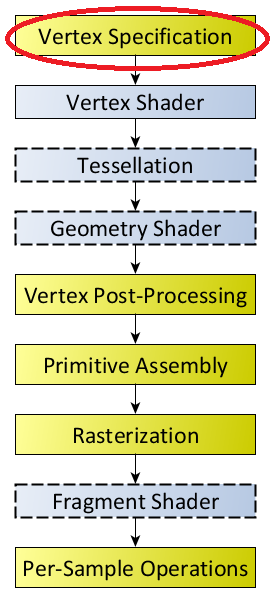 Vertex Specification
Vertex Shader
Tessellation
Geometry Shader
Vertex Post-Processing
Primitive Assembly
Rasterization
Fragment Shader
Per-Sample Operations